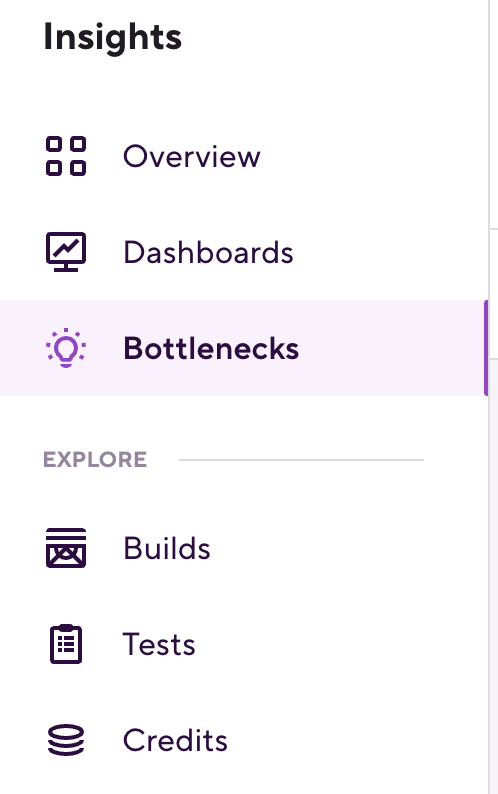 Insights
Overview
Dashboards
Bottlenecks
EXPLORE
Builds
Tests
Credits